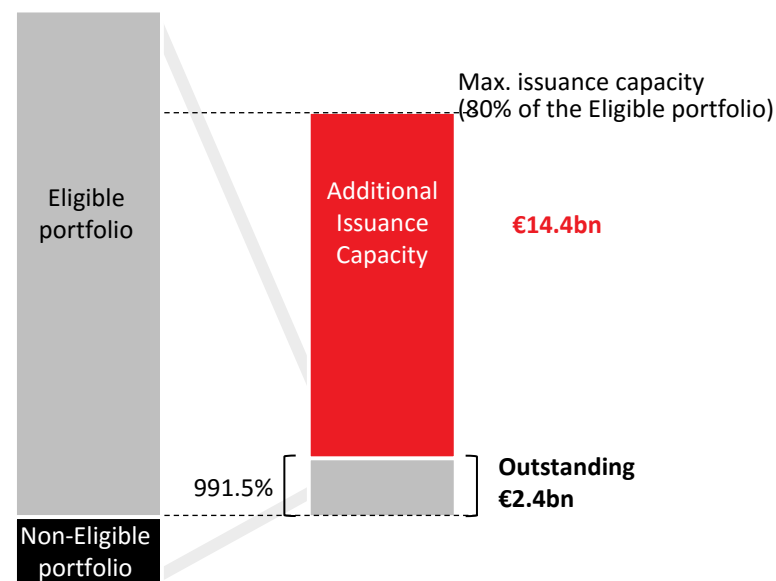 Max. issuance capacity
(80% of the Eligible portfolio)
Eligible
portfolio
Additional
Issuance
Capacity
€14.4bn
991.5%
Outstanding
€2.4bn
Non-Eligible
portfolio